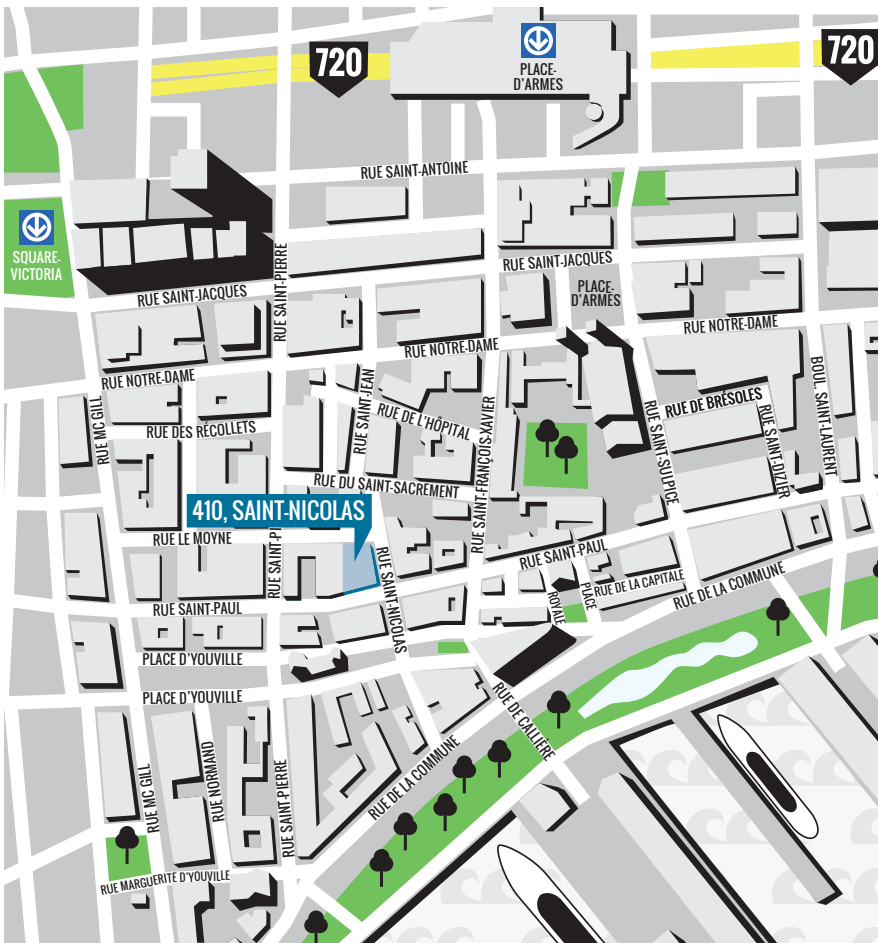 720
720
PLACE-
D'ARMES
RUE SAINT-ANTOINE
SQUARE-
VICTORIA
RUE SAINT-PIERRE
RUE SAINT-JACQUES
RUE SAINT-JACQUES
PLACE-
D'ARMES
RUE NOTRE-DAME
RUE NOTRE-DAME
RUE NOTRE-DAME
RUE MC GILL
RUE SAINT-JEAN
RUE DE L'HÔPITAL
RUE SAINT-FRANÇOIS-XAVIER
RUE DE BRÉSOLES
RUE SAINT-SULPICE
RUE SAINT-DIZIER
BOUL. SAINT-LAURENT
RUE DES RÉCOLLETS
RUE DU SAINT-SACREMENT
410, SAINT-NICOLAS
RUE LE MOYNE
RUE SAINT-PI
RUE SAINT-NICOLAS
RUE SAINT-PAUL
RUE SAINT-PAUL
RUE DE LA CAPITALE
PLACE
ROYALE
RUE DE LA COMMUNE
PLACE D'YOUVILLE
PLACE D'YOUVILLE
RUE DE CALLIÈRE
RUE DE LA COMMUNE
RUE MC GILL
RUE NORMAND
RUE SAINT-PIERRE
RUE MARGUERITE D'YOUVILLE